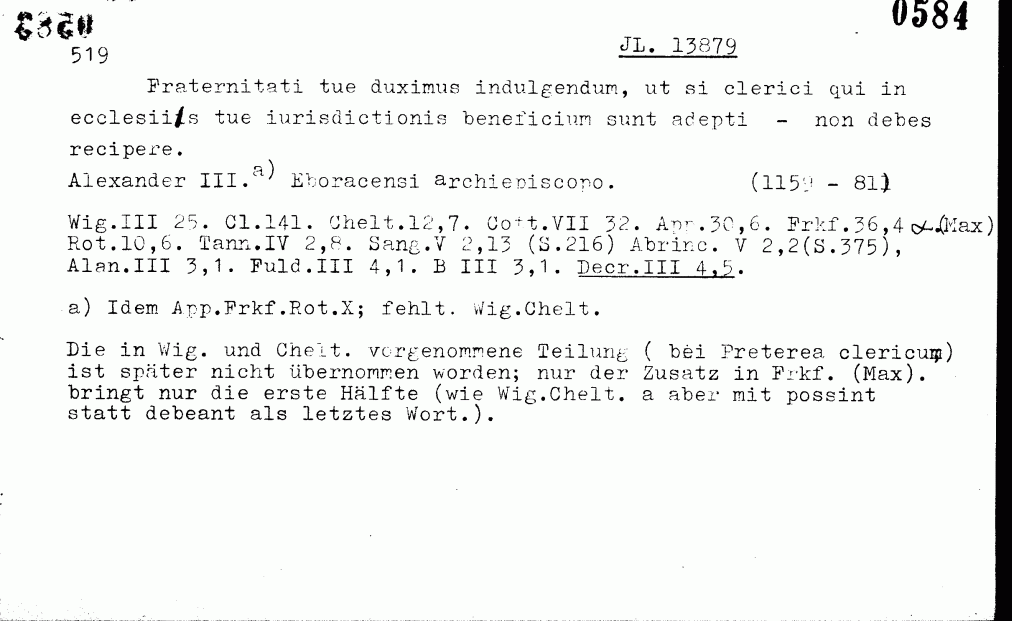 0584
519
JL. 13879
Fraternitati tue duximus indulgendum, ut si clerici qui in
ecclesiis tue iurisdictionis beneficium sunt adepti - non debes
recipere.
Alexander III.a) Eboracensi archiepiscopo. (1159 - 81)
Wig.III 25. Cl.141. Chelt.12,7. Cott.VII 32. App.30,6. Frkf.36,4 α (Max)
Rot.10,6. Tann.IV 2,8. Sang.V 2,13 (S.216) Abrinc. V 2,2(S.375),
Alan.III 3,1. Fuld.III 4,1. B III 3,1. Decr.III 4,5.
a) Idem App.Frkf.Rot.X; fehlt. Wig.Chelt.
Die in Wig. und Chelt. vorgenommene Teilung ( bei Preterea clericum)
ist später nicht übernommen worden; nur der Zusatz in Frkf. (Max).
bringt nur die erste Hälfte (wie Wig.Chelt. a aber mit possint
statt debeant als letztes Wort.).